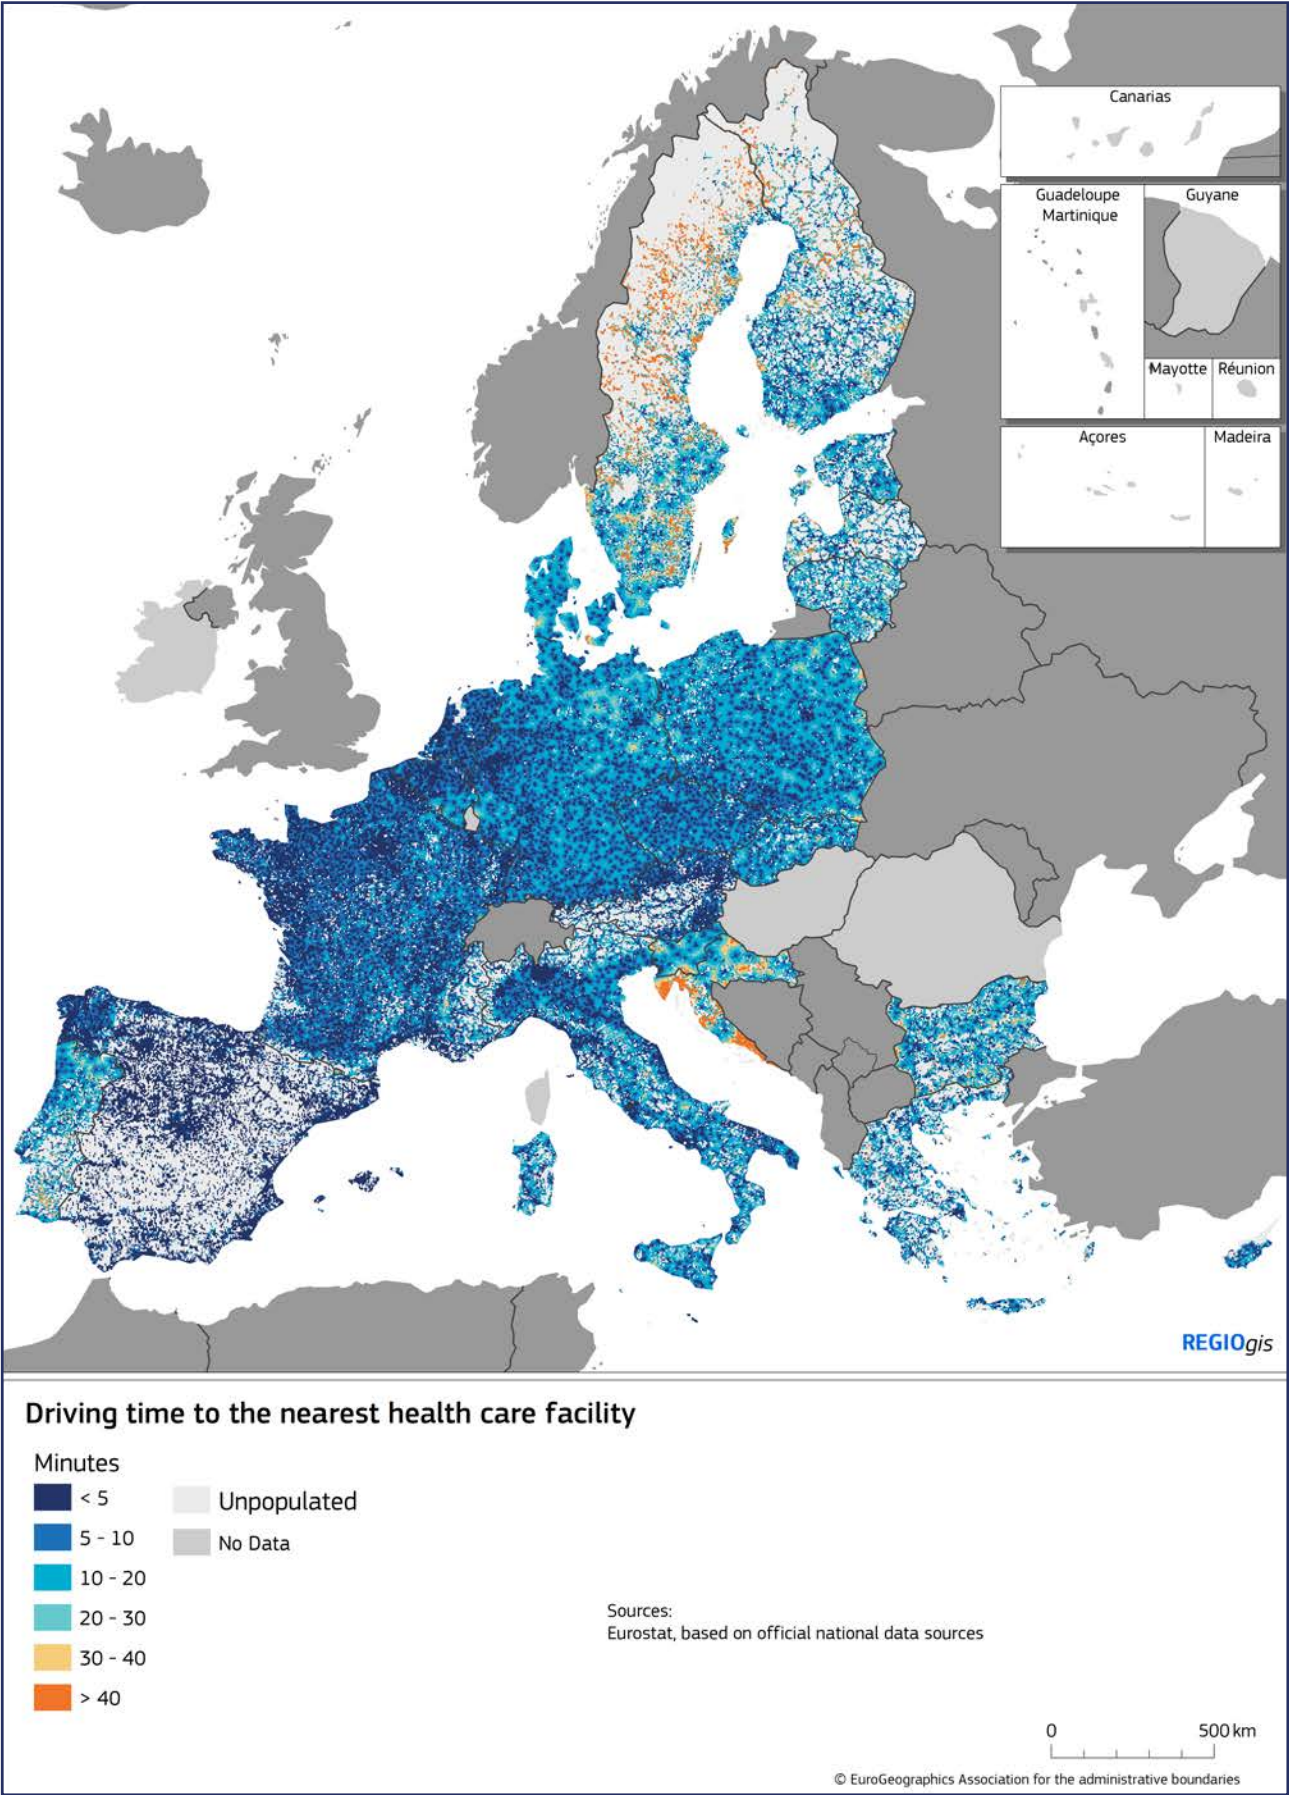 Canarias
Guadeloupe
Martinique
Guyane
Mayotte
Réunion
Açores
Madeira
REGIOgis
Driving time to the nearest health care facility
Minutes
< 5
5 - 10
10 - 20
20 - 30
30 - 40
> 40
Unpopulated
No Data
Sources:
Eurostat, based on official national data sources
0 500 km
© EuroGeographics Association for the administrative boundaries